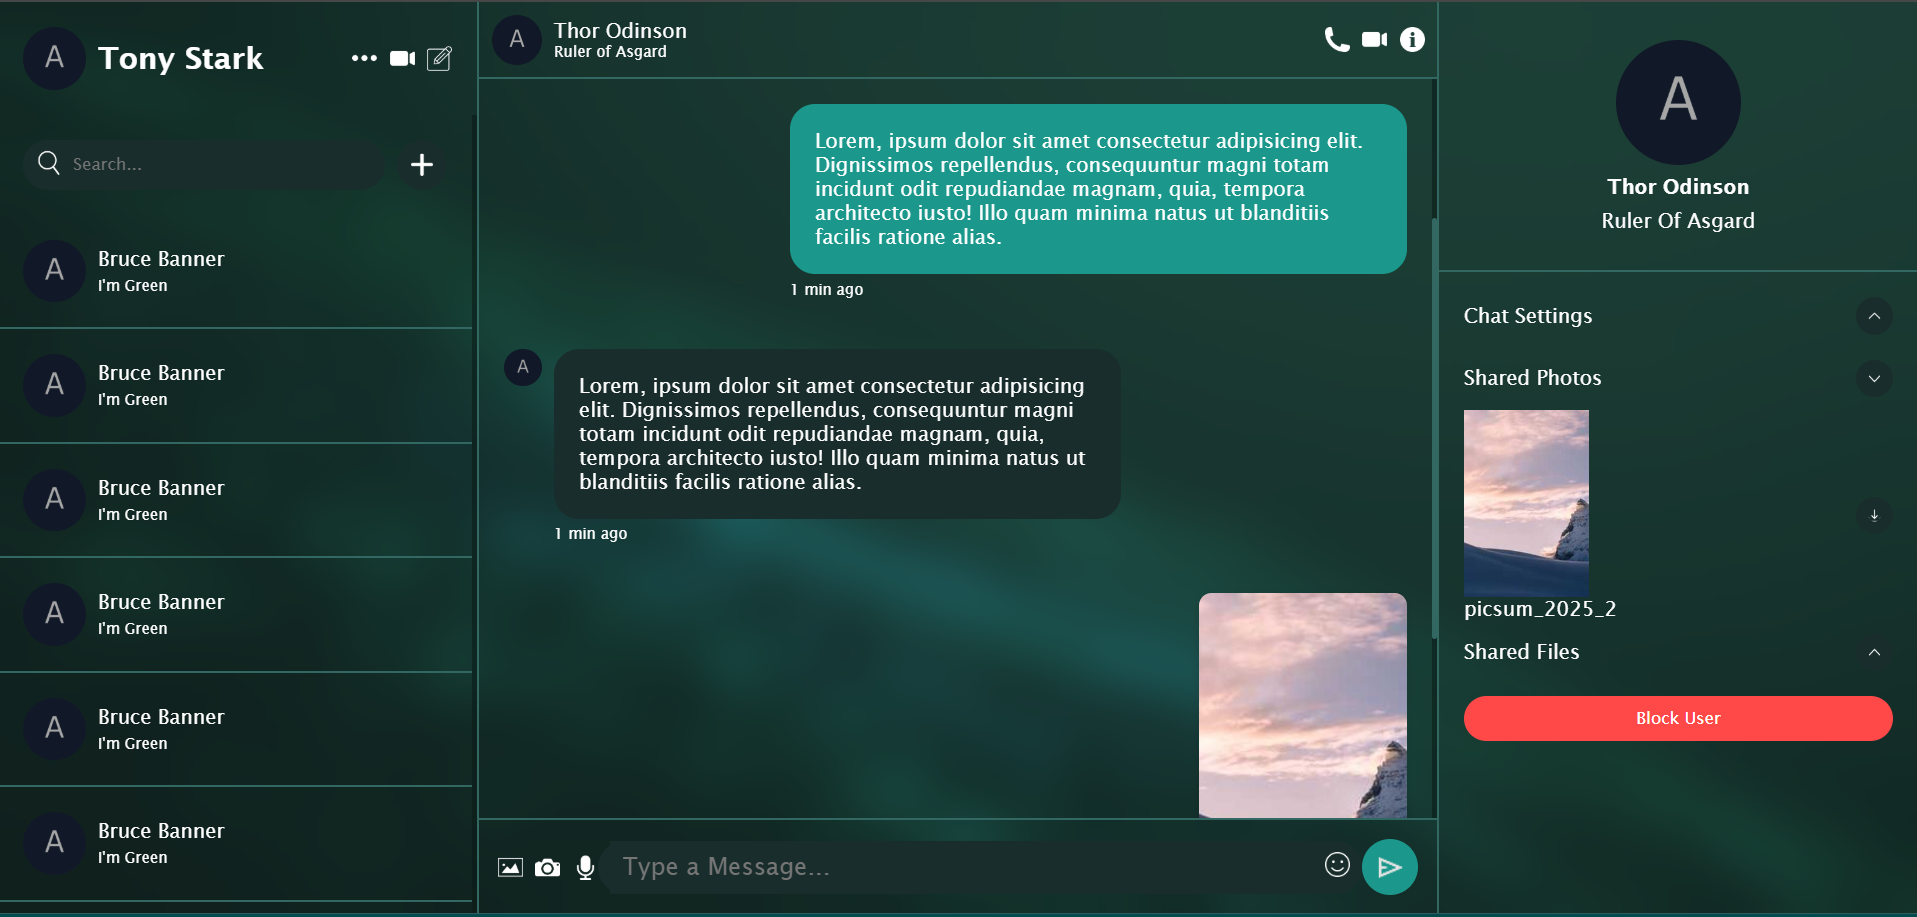 A
Tony Stark
Search...
A
Bruce Banner
I'm Green
A
Bruce Banner
I'm Green
A
Bruce Banner
I'm Green
A
Bruce Banner
I'm Green
A
Bruce Banner
I'm Green
A
Bruce Banner
I'm Green
A
Thor Odinson
Ruler of Asgard
Lorem, ipsum dolor sit amet consectetur adipisicing elit.
Dignissimos repellendus, consequuntur magni totam
incidunt odit repudiandae magnam, quia, tempora
architecto iusto! Illo quam minima natus ut blanditiis
facilis ratione alias.
1 min ago
A
Lorem, ipsum dolor sit amet consectetur adipisicing
elit. Dignissimos repellendus, consequuntur magni
totam incidunt odit repudiandae magnam, quia,
tempora architecto iusto! Illo quam minima natus ut
blanditiis facilis ratione alias.
1 min ago
Type a Message...
A
Thor Odinson
Ruler Of Asgard
Chat Settings
Shared Photos
picsum_2025_2
Shared Files
Block User